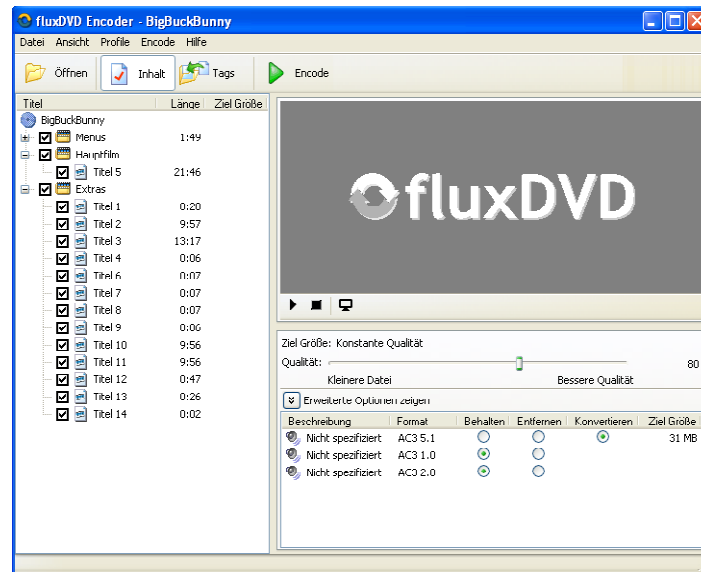 fluxDVD Encoder - BigBuckBunny
Datei Ansicht Profile Encode Hilfe
Öffnen Inhalt Tags Encode
Titel Länge Ziel Größe
BigBuckBunny
Menus 1:49
Hauptfilm
Titel 5 21:46
Extras
Titel 1 0:20
Titel 2 9:57
Titel 3 13:17
Titel 4 0:06
Titel 6 0:07
Titel 7 0:07
Titel 8 0:07
Titel 9 0:06
Titel 10 9:56
Titel 11 9:56
Titel 12 0:47
Titel 13 0:26
Titel 14 0:02
fluxDVD
Ziel Größe: Konstante Qualität
Qualität: 80
Kleinere Datei Bessere Qualität
Erweiterte Optionen zeigen
Beschreibung Format Behalten Entfernen Konvertieren Ziel Größe
Nicht spezifiziert AC3 5.1 31 MB
Nicht spezifiziert AC3 1.0
Nicht spezifiziert AC3 2.0